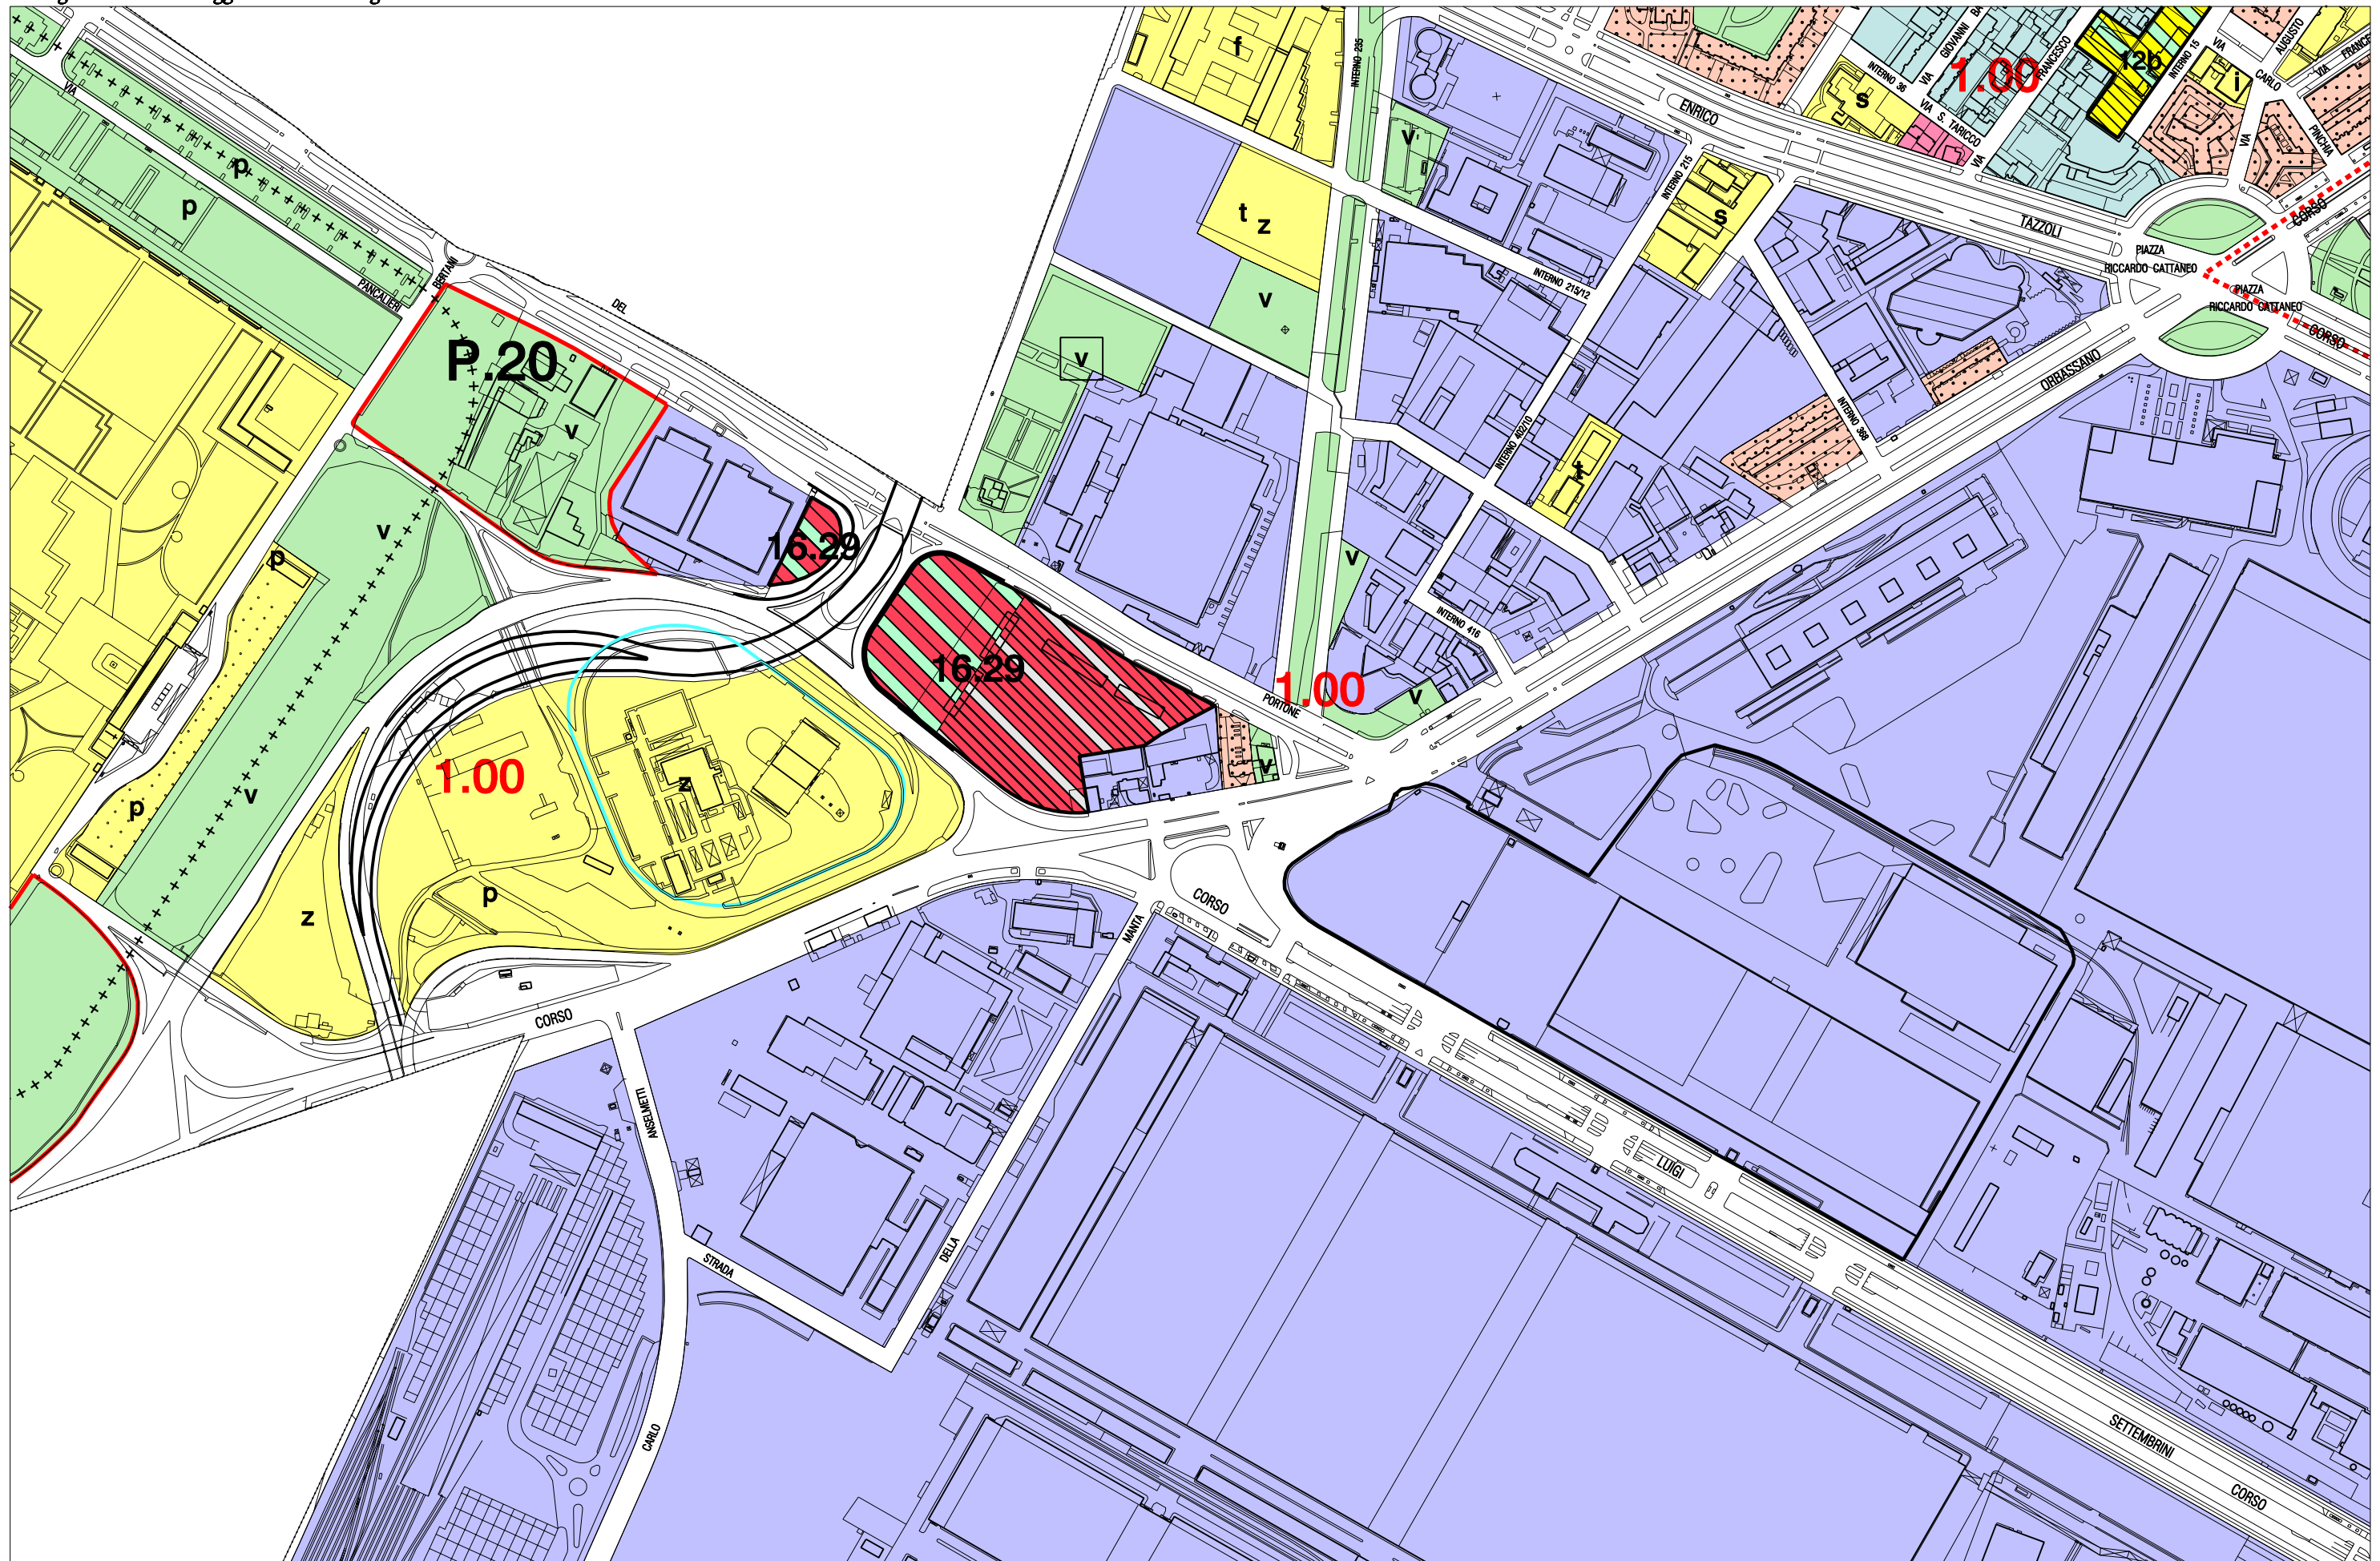 f
INTERNO 235
ENRICO
INTERNO 36
VIA
GIOVANNI
VIA
S. TARICCO
VIA
FRANCESCO
1.00
12b
INTERNO 15
VIA
CARLO
AUGUSTO
VIA
i
s
VIA
PINCHIA
VIA
p
p
v
INTERNO 215
s
t z
TAZZOLI
CORSO
PIAZZA
RICCARDO CATTANEO
PIAZZA
RICCARDO CATTANEO
CORSO
BERTANI
PANCALIERI
DEL
INTERNO 215/12
v
P.20
v
v
ORBASSANO
INTERNO 368
INTERNO 402/10
t
v
p
16.29
v
INTERNO 416
16.29
1.00
PORTONE
v
v
1.00
z
v
p
p
z
CORSO
MANTA
CORSO
ANSELMETTI
LUIGI
STRADA
DELLA
CARLO
SETTEMBRINI
CORSO